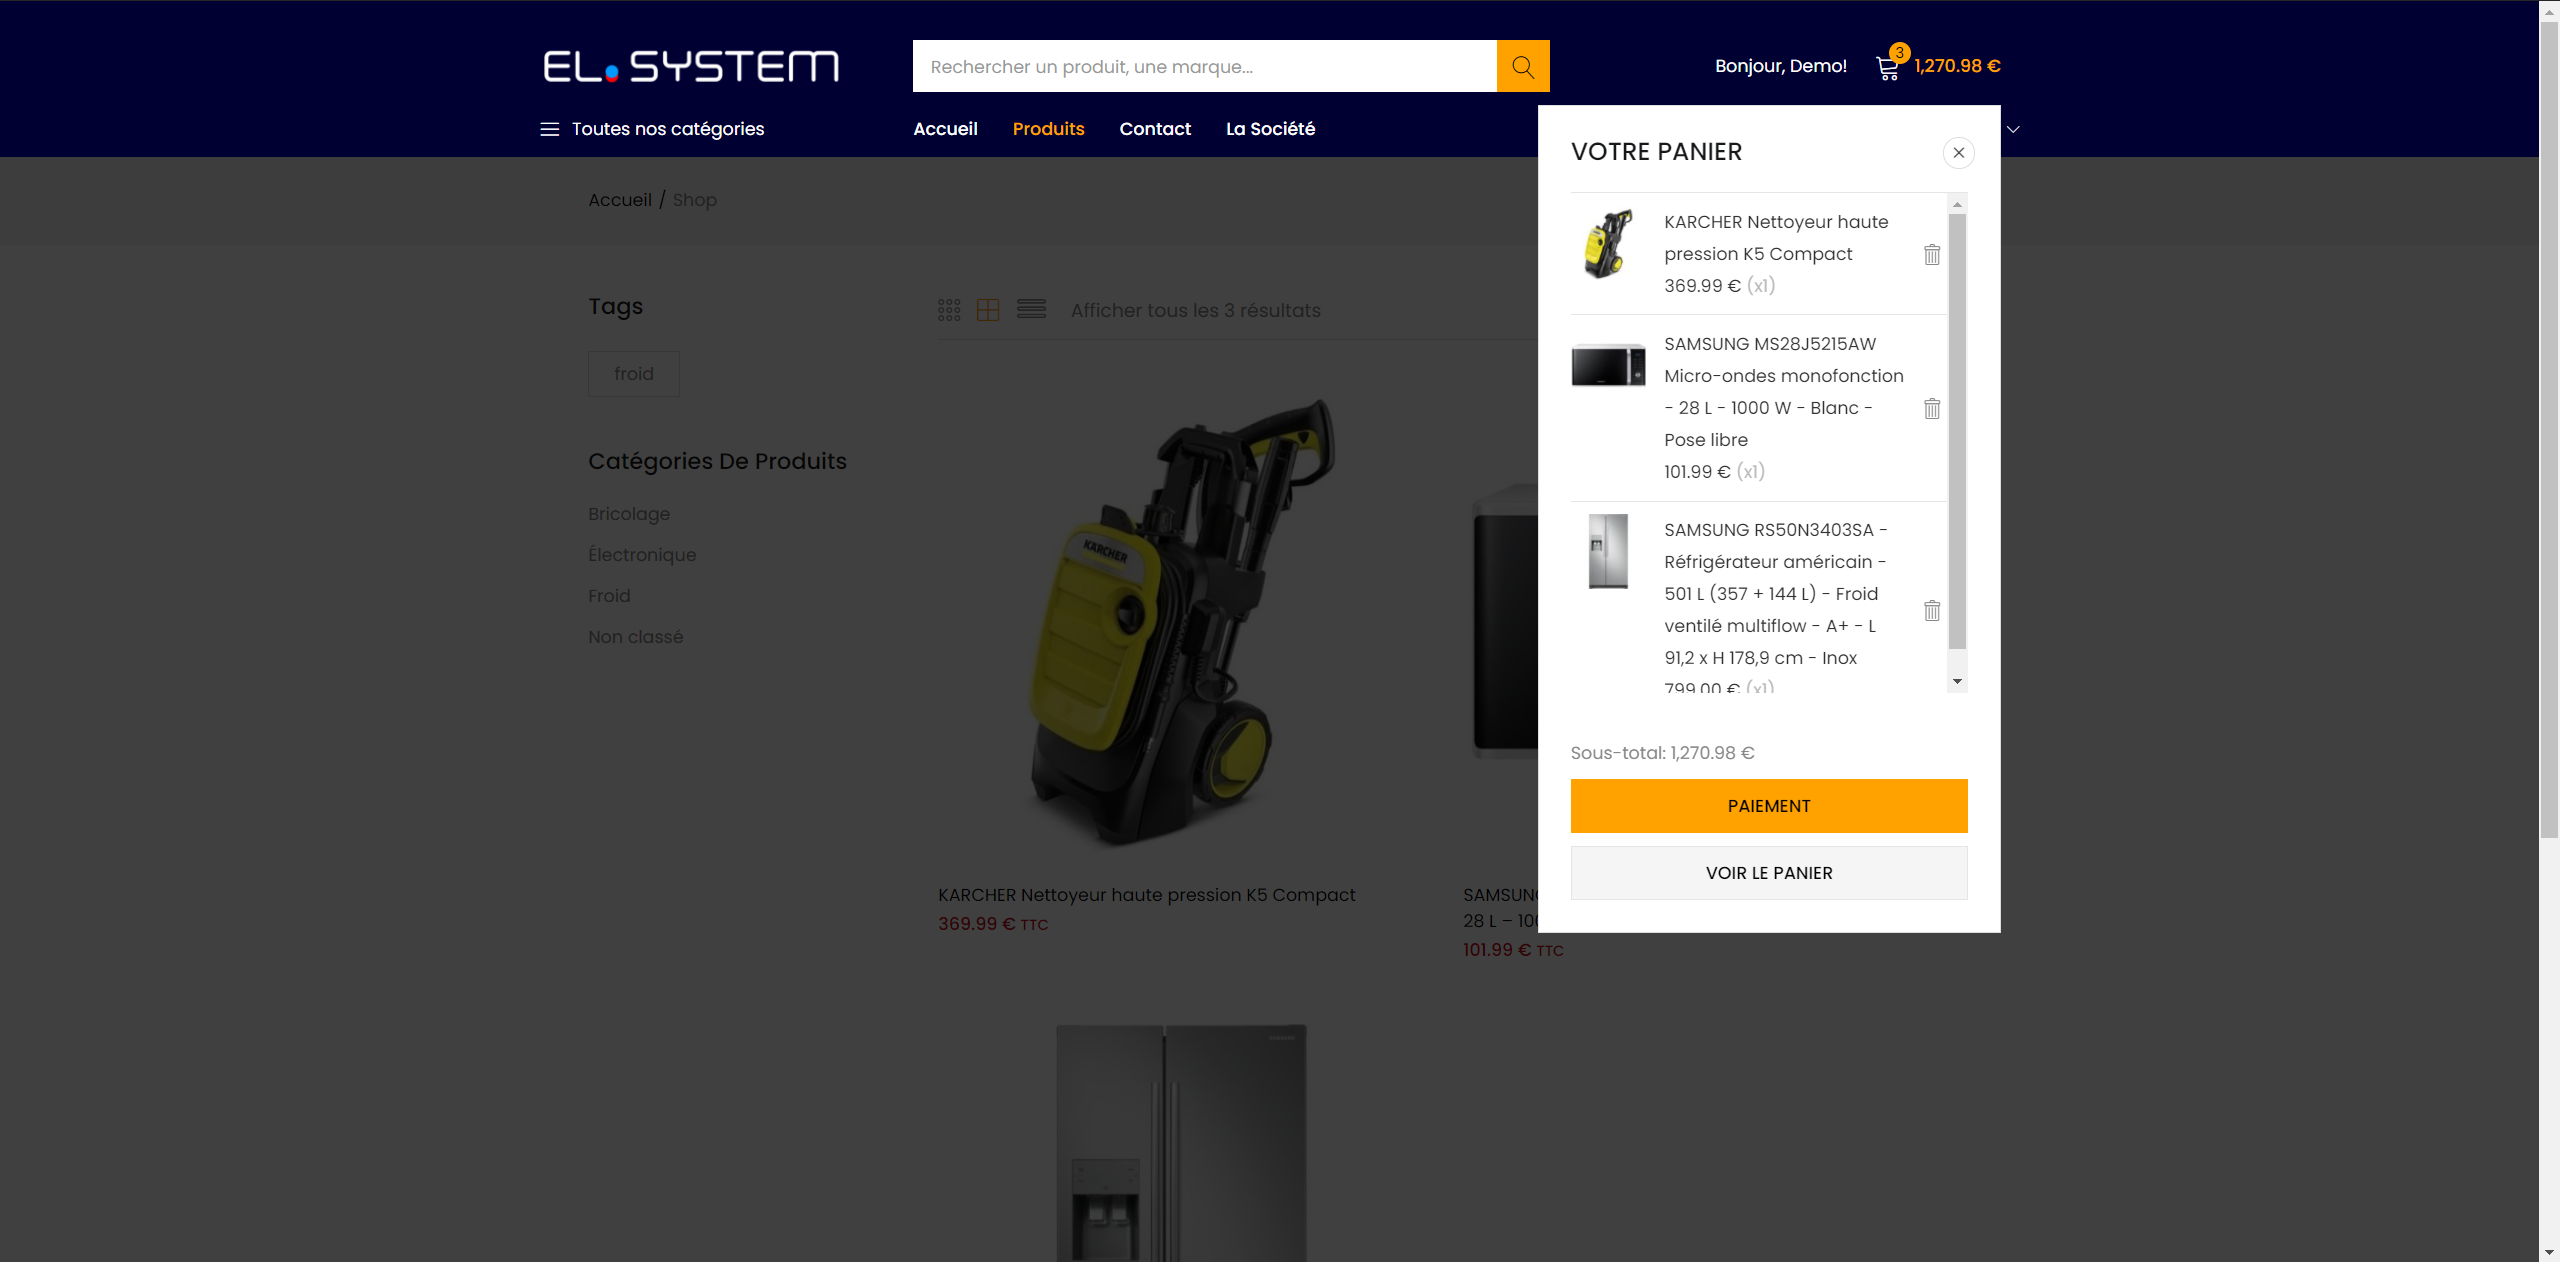 EL.SYSTEM
Rechercher un produit, une marque...
Bonjour, Demo!
3
1,270.98 €
Toutes nos catégories
Accueil
Produits
Contact
La Société
VOTRE PANIER
KARCHER Nettoyeur haute
pression K5 Compact
369.99 € (x1)
SAMSUNG MS28J5215AW
Micro-ondes monofonction
- 28 L - 1000 W - Blanc -
Pose libre
101.99 € (x1)
SAMSUNG RS50N3403SA -
Réfrigérateur américain -
501 L (357 + 144 L) - Froid
ventilé multiflow - A+ - L
91,2 x H 178,9 cm - Inox
799.00 € (x1)
Sous-total: 1,270.98 €
PAIEMENT
VOIR LE PANIER
Accueil / Shop
Tags
froid
Catégories De Produits
Bricolage
Électronique
Froid
Non classé
Afficher tous les 3 résultats
KÄRCHER
KARCHER Nettoyeur haute pression K5 Compact
369.99 € TTC
SAMSUNG
28 L – 100
101.99 € TTC